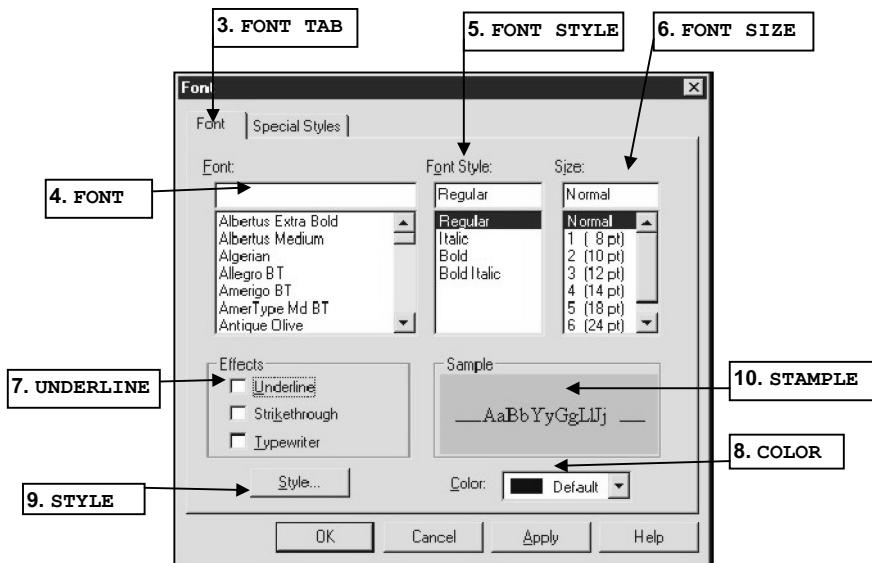 3. FONT TAB
5. FONT STYLE
6. FONT SIZE
Font
Font
Special Styles
Font:
Font Style:
Size:
4. FONT
Regular
Normal
Albertus Extra Bold
Albertus Medium
Algerian
Allegro BT
Amerigo BT
AmerType Md BT
Antique Olive
Regular
Italic
Bold
Bold Italic
Normal
1 ( 8 pt)
2 (10 pt)
3 (12 pt)
4 (14 pt)
5 (18 pt)
6 (24 pt)
Effects
7. UNDERLINE
Underline
Strikethrough
Typewriter
Sample
10. STAMPLE
AaBbYyGgLlJj
8. COLOR
9. STYLE
Style...
Color:
Default
OK
Cancel
Apply
Help